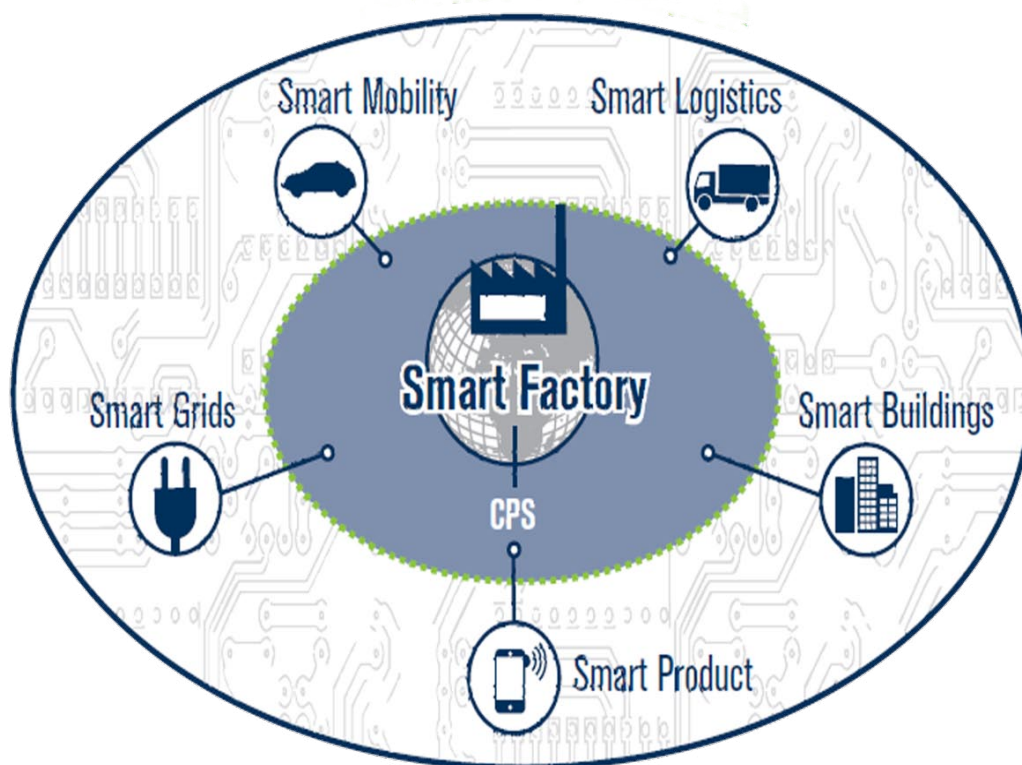 Smart Mobility
Smart Logistics
Smart Factory
Smart Grids
Smart Buildings
CPS
Smart Product